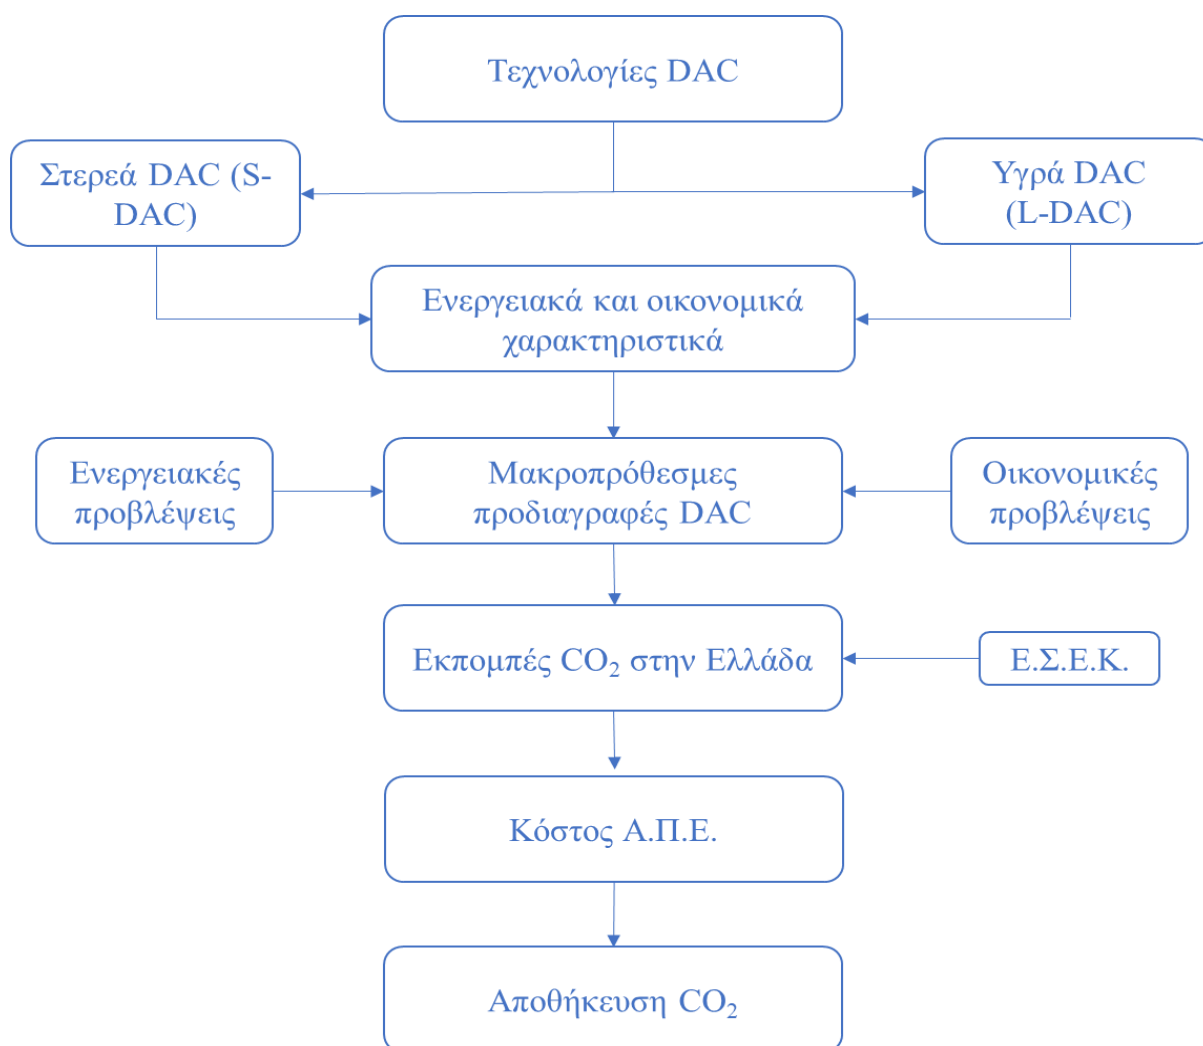 Τεχνολογίες DAC
Στερεά DAC (S-
DAC)
Υγρά DAC
(L-DAC)
Ενεργειακά και οικονομικά
χαρακτηριστικά
Ενεργειακές
προβλέψεις
Μακροπρόθεσμες
προδιαγραφές DAC
Οικονομικές
προβλέψεις
Εκπομπές CO₂ στην Ελλάδα
Ε.Σ.Ε.Κ.
Κόστος Α.Π.Ε.
Αποθήκευση CO₂